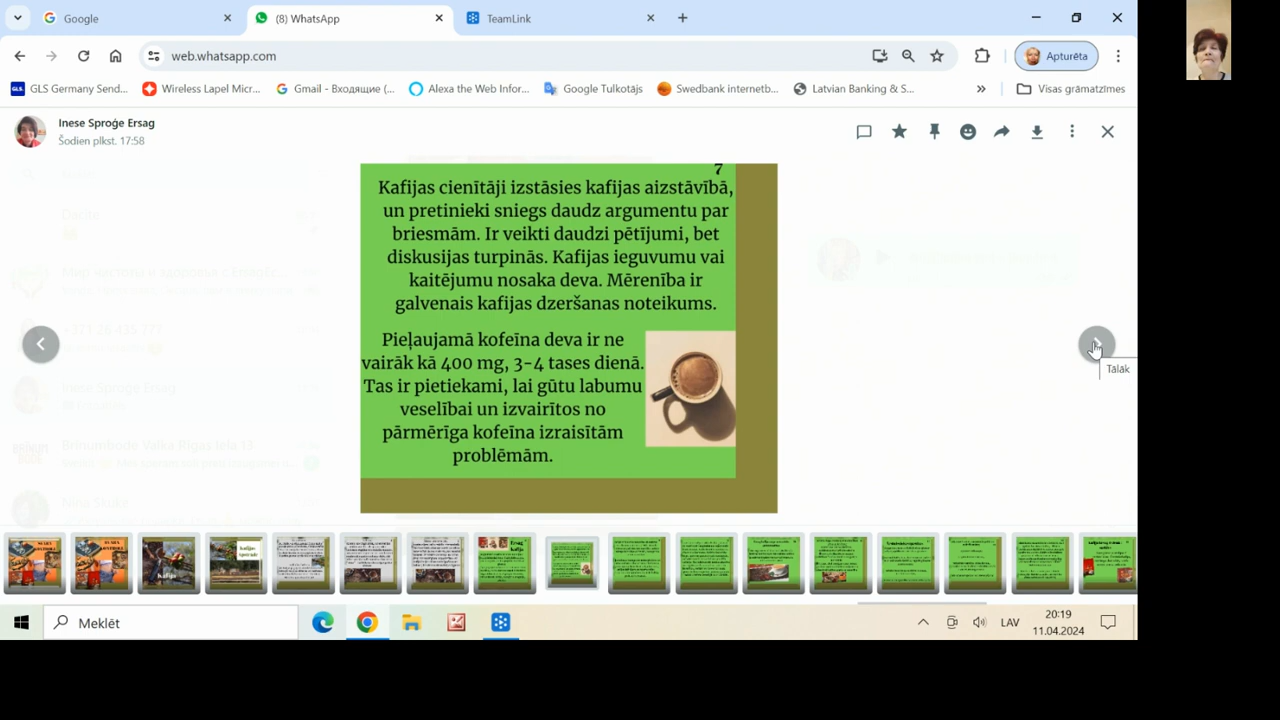 Google
(8) WhatsApp
TeamLink
web.whatsapp.com
Apturēta
GLS Germany Send...
Wireless Lapel Micr...
Gmail - Входящие (...
Alexa the Web Infor...
Google Tulkotājs
Swedbank internetb...
Latvian Banking & S...
Visas grāmatzīmes
Inese Sproģe Ersag
Šodien plkst. 17:58
7
Kafijas cienītāji izstāsies kafijas aizstāvībā,
un pretinieki sniegs daudz argumentu par
briesmām. Ir veikti daudzi pētījumi, bet
diskusijas turpinās. Kafijas ieguvumu vai
kaitējumu nosaka deva. Mērenība ir
galvenais kafijas dzeršanas noteikums.
Pieļaujamā kofeīna deva ir ne
vairāk kā 400 mg, 3-4 tases dienā.
Tas ir pietiekami, lai gūtu labumu
veselībai un izvairītos no
pārmērīga kofeīna izraisītām
problēmām.
Tālāk
Kafija
Ersag
kafija
Meklēt
LAV
20:19
11.04.2024